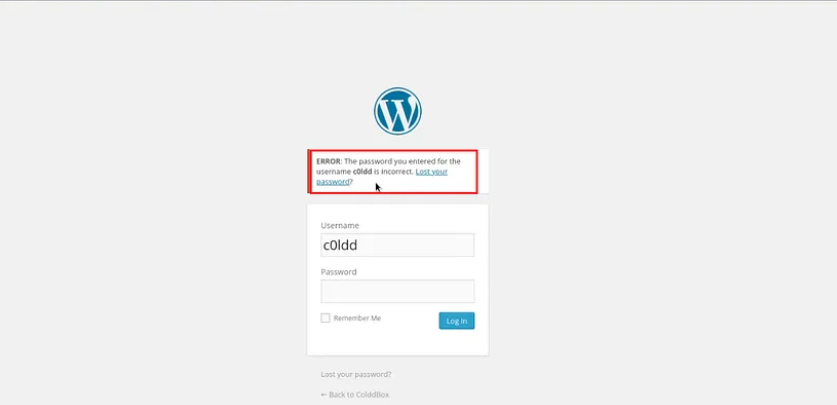 ERROR: The password you entered for the
username c0ldd is incorrect. Lost your
password?
Username
c0ldd
Password
Remember Me
Log In
Lost your password?
← Back to ColddBox